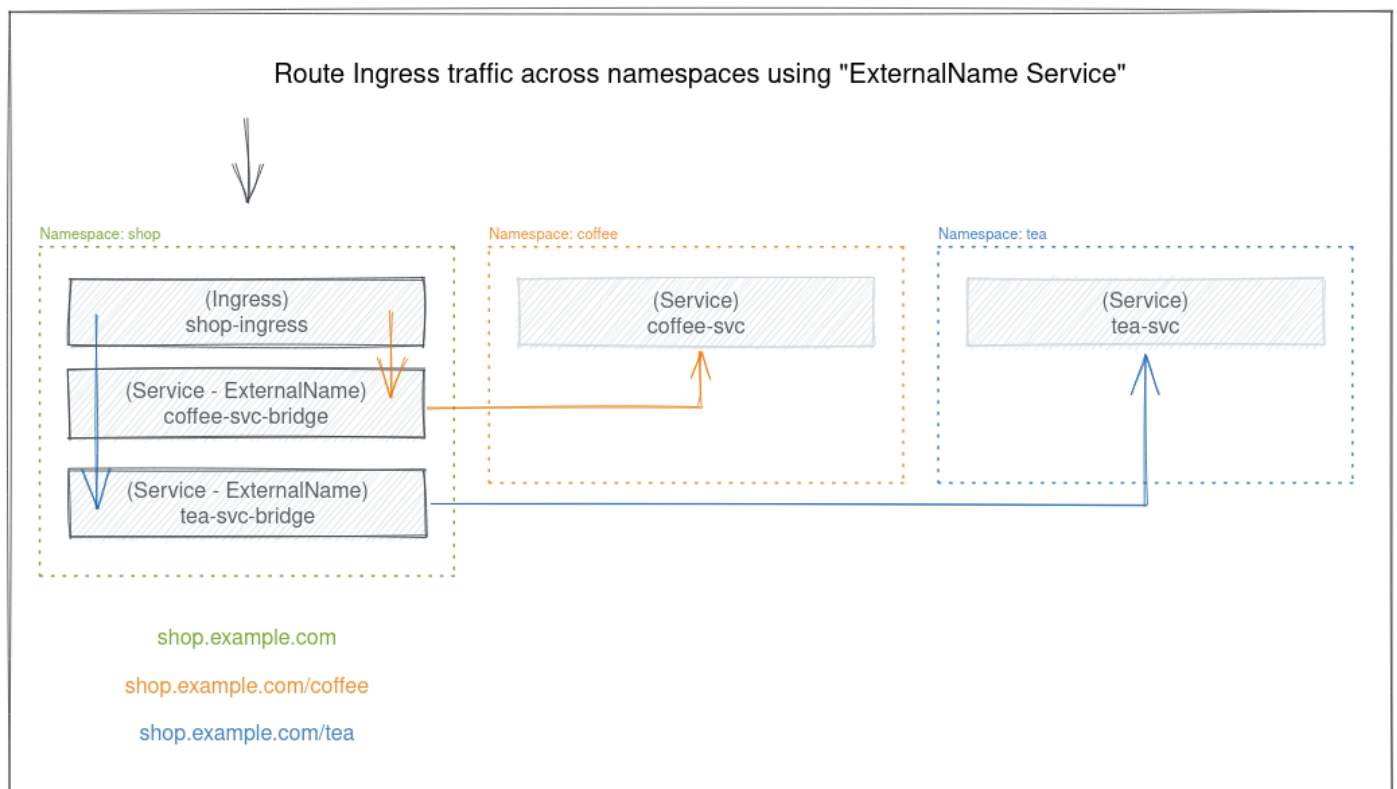 Route Ingress traffic across namespaces using "ExternalName Service"
Namespace: shop
(Ingress)
shop-ingress
(Service - ExternalName)
coffee-svc-bridge
(Service - ExternalName)
tea-svc-bridge
Namespace: coffee
(Service)
coffee-svc
Namespace: tea
(Service)
tea-svc
shop.example.com
shop.example.com/coffee
shop.example.com/tea